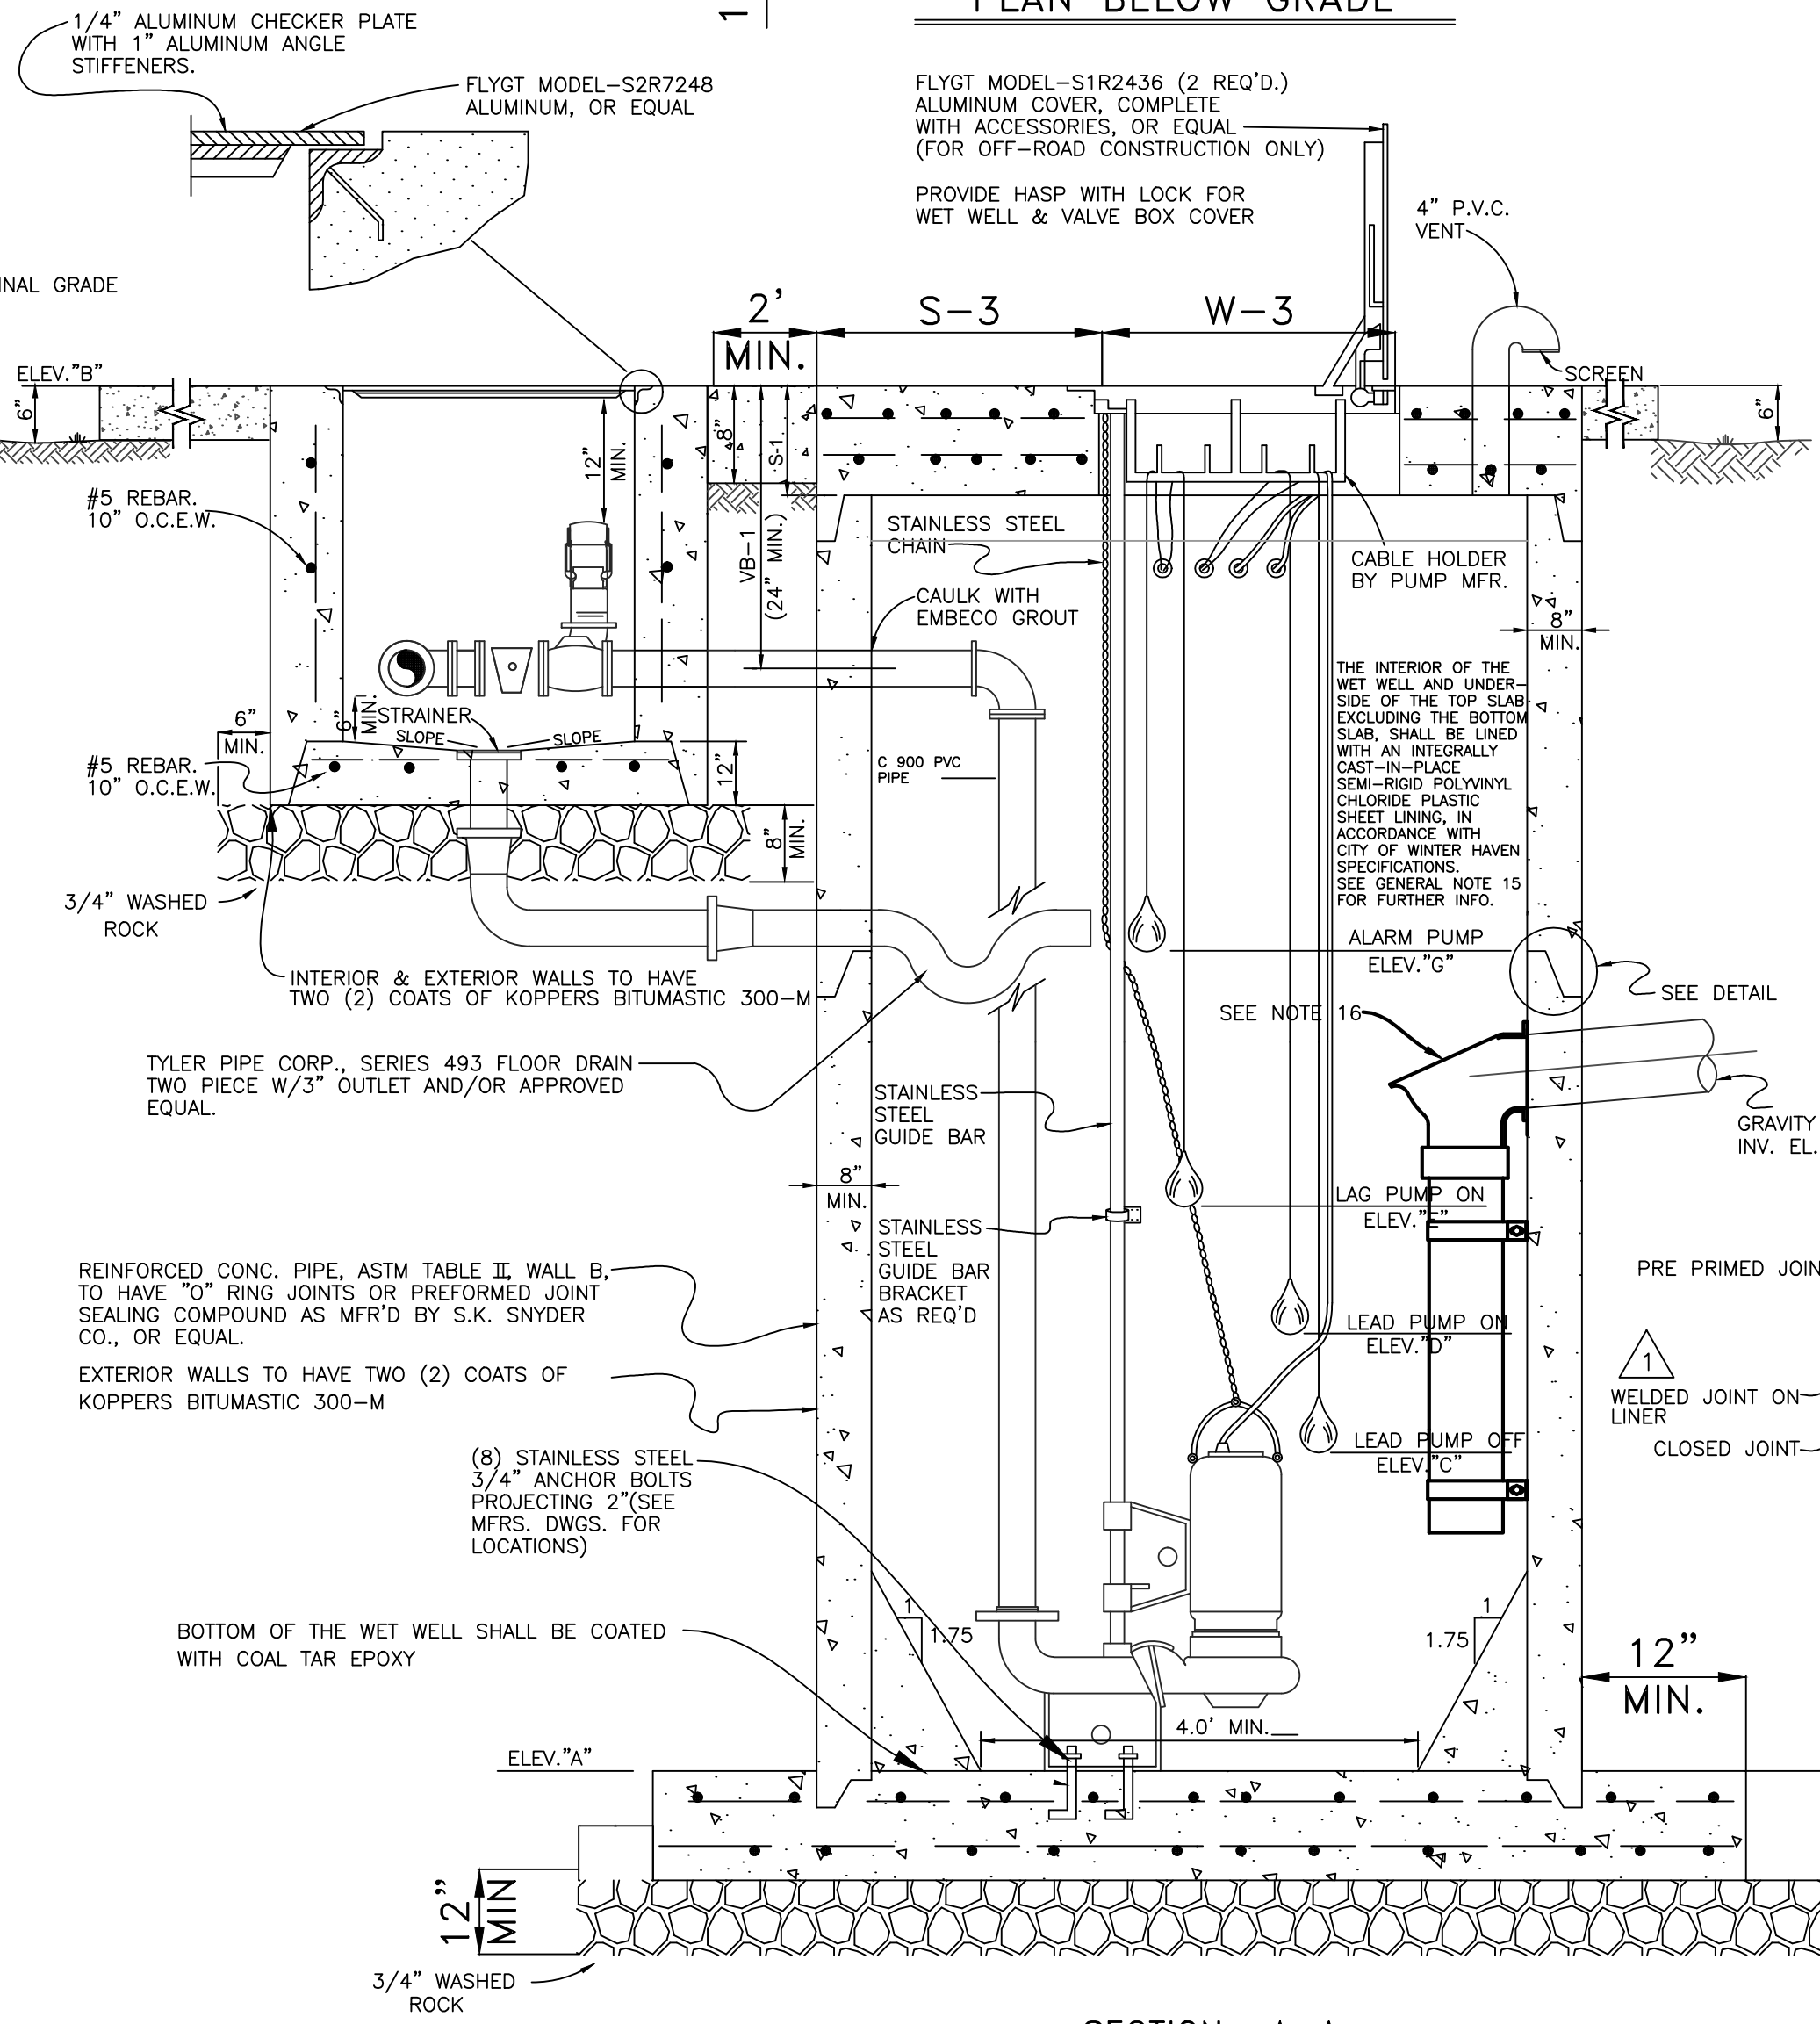 PLAN BELOW GRADE
1
1/4" ALUMINUM CHECKER PLATE
WITH 1" ALUMINUM ANGLE
STIFFENERS.
FLYGT MODEL-S2R7248
ALUMINUM, OR EQUAL
FLYGT MODEL-S1R2436 (2 REQ'D.)
ALUMINUM COVER, COMPLETE
WITH ACCESSORIES, OR EQUAL
(FOR OFF-ROAD CONSTRUCTION ONLY)
PROVIDE HASP WITH LOCK FOR
WET WELL & VALVE BOX COVER
4" P.V.C.
VENT
INAL GRADE
2'
MIN.
S-3
W-3
SCREEN
ELEV."B"
6"
6"
12"
MIN.
8"
S-1
VB-1
(24" MIN.)
#5 REBAR.
10" O.C.E.W.
STAINLESS STEEL
CHAIN
CABLE HOLDER
BY PUMP MFR.
CAULK WITH
EMBECO GROUT
8"
MIN.
THE INTERIOR OF THE
WET WELL AND UNDER-
SIDE OF THE TOP SLAB
EXCLUDING THE BOTTOM
SLAB, SHALL BE LINED
WITH AN INTEGRALLY
CAST-IN-PLACE
SEMI-RIGID POLYVINYL
CHLORIDE PLASTIC
SHEET LINING, IN
ACCORDANCE WITH
CITY OF WINTER HAVEN
SPECIFICATIONS.
SEE GENERAL NOTE 15
FOR FURTHER INFO.
6"
MIN.
6"
MIN.
STRAINER
SLOPE
SLOPE
#5 REBAR.
10" O.C.E.W.
12"
C 900 PVC
PIPE
8"
MIN.
3/4" WASHED
ROCK
ALARM PUMP
ELEV."G"
INTERIOR & EXTERIOR WALLS TO HAVE
TWO (2) COATS OF KOPPERS BITUMASTIC 300-M
SEE DETAIL
SEE NOTE 16
TYLER PIPE CORP., SERIES 493 FLOOR DRAIN
TWO PIECE W/3" OUTLET AND/OR APPROVED
EQUAL.
STAINLESS
STEEL
GUIDE BAR
GRAVITY
INV. EL.
8"
MIN.
LAG PUMP ON
ELEV."E"
STAINLESS
STEEL
GUIDE BAR
BRACKET
AS REQ'D
REINFORCED CONC. PIPE, ASTM TABLE II, WALL B,
TO HAVE "O" RING JOINTS OR PREFORMED JOINT
SEALING COMPOUND AS MFR'D BY S.K. SNYDER
CO., OR EQUAL.
PRE PRIMED JOIN
LEAD PUMP ON
ELEV."D"
1
EXTERIOR WALLS TO HAVE TWO (2) COATS OF
KOPPERS BITUMASTIC 300-M
WELDED JOINT ON
LINER
LEAD PUMP OFF
ELEV."C"
CLOSED JOINT
(8) STAINLESS STEEL
3/4" ANCHOR BOLTS
PROJECTING 2"(SEE
MFRS. DWGS. FOR
LOCATIONS)
1
1.75
1
1.75
BOTTOM OF THE WET WELL SHALL BE COATED
WITH COAL TAR EPOXY
12"
MIN.
4.0' MIN.
ELEV."A"
12"
MIN
3/4" WASHED
ROCK
SECTION A-A